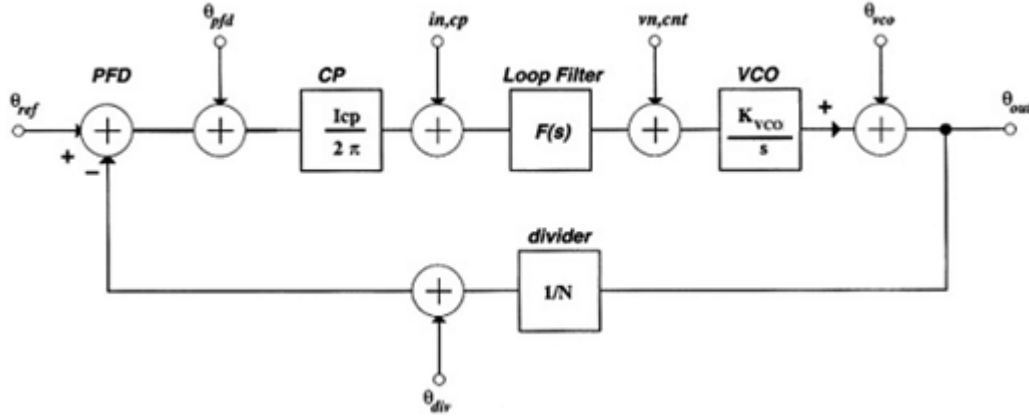 θpfd
in,cp
vn,cnt
θvco
PFD
CP
Loop Filter
VCO
θref
θout
+
+
Icp
2 π
+
F(s)
+
KVCO
s
+
+
+
−
divider
+
1/N
θdiv